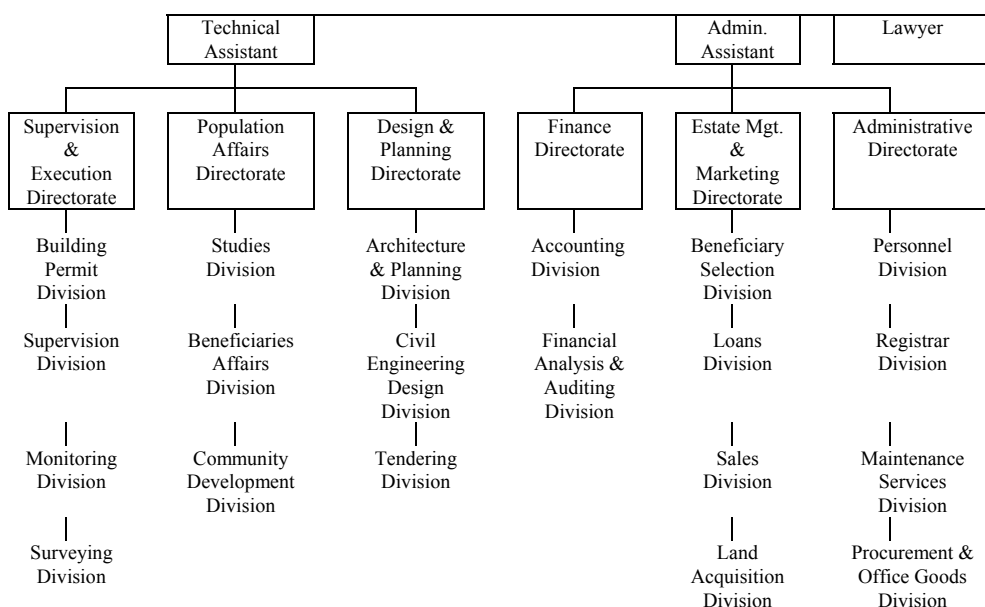 Technical
Assistant
Admin.
Assistant
Lawyer
Supervision
&
Execution
Directorate
Population
Affairs
Directorate
Design &
Planning
Directorate
Finance
Directorate
Estate Mgt.
&
Marketing
Directorate
Administrative
Directorate
Building
Permit
Division
Studies
Division
Architecture
& Planning
Division
Accounting
Division
Beneficiary
Selection
Division
Personnel
Division
Supervision
Division
Beneficiaries
Affairs
Division
Civil
Engineering
Design
Division
Financial
Analysis &
Auditing
Division
Loans
Division
Registrar
Division
Monitoring
Division
Community
Development
Division
Tendering
Division
Sales
Division
Maintenance
Services
Division
Surveying
Division
Land
Acquisition
Division
Procurement &
Office Goods
Division